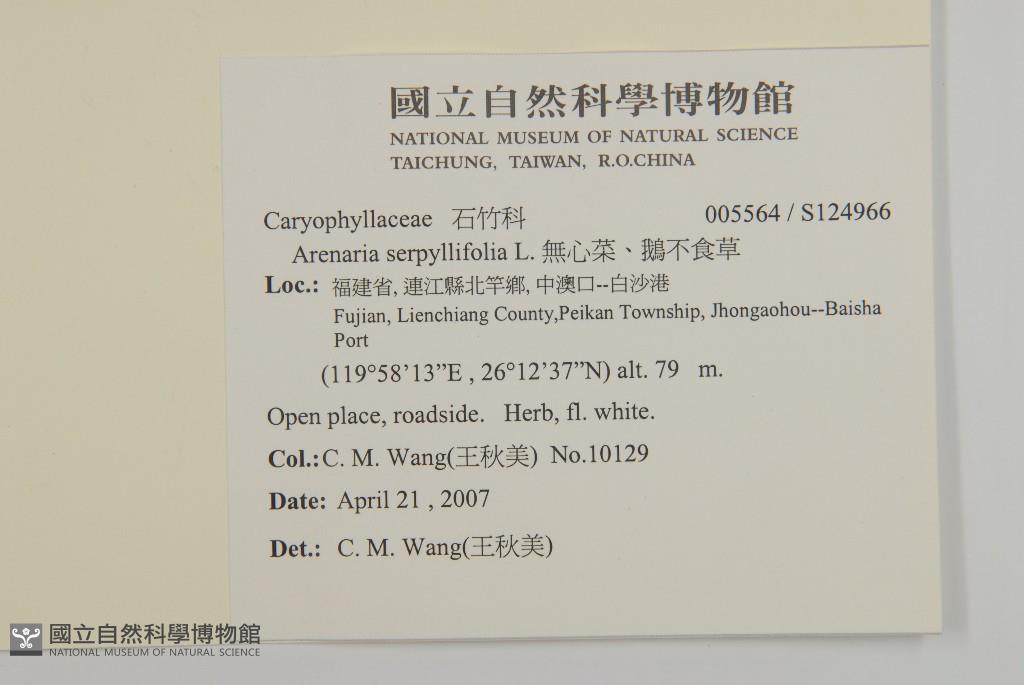 國立自然科學博物館
NATIONAL MUSEUM OF NATURAL SCIENCE
TAICHUNG, TAIWAN, R.O.CHINA
Caryophyllaceae 石竹科 005564 / S124966
Arenaria serpyllifolia L. 無心菜、鵝不食草
Loc.: 福建省, 連江縣北竿鄉, 中澳口--白沙港
Fujian, Lienchiang County,Peikan Township, Jhongaohou--Baisha
Port
(119°58’13”E , 26°12’37”N) alt. 79 m.
Open place, roadside. Herb, fl. white.
Col.:C. M. Wang(王秋美) No.10129
Date: April 21 , 2007
Det.: C. M. Wang(王秋美)
國立自然科學博物館
NATIONAL MUSEUM OF NATURAL SCIENCE